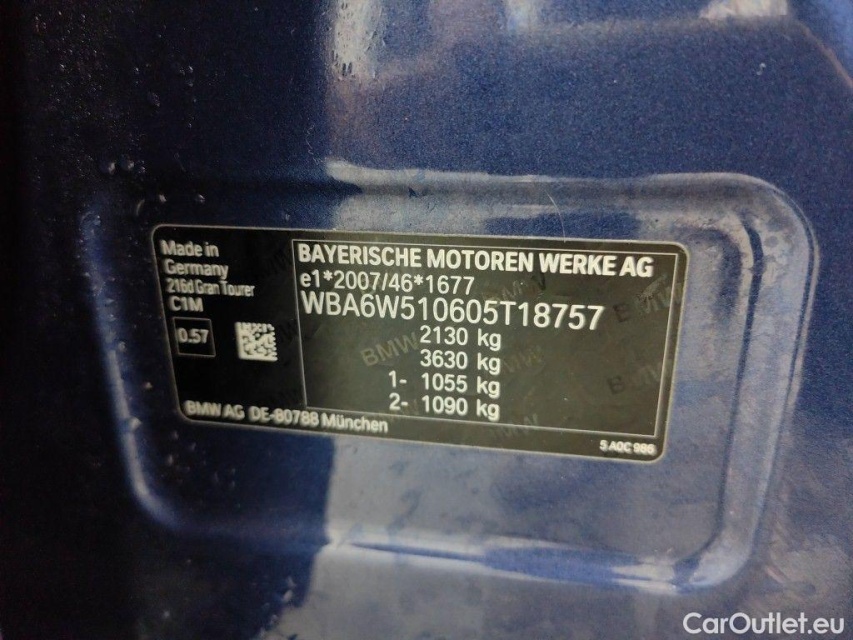 Made in
Germany
216d Gran Tourer
C1M
0.57
BAYERISCHE MOTOREN WERKE AG
e1*2007/46*1677
WBA6W510605T18757
2130 kg
3630 kg
1- 1055 kg
2- 1090 kg
BMW AG DE-80788 München
5 A0C 986
CarOutlet.eu